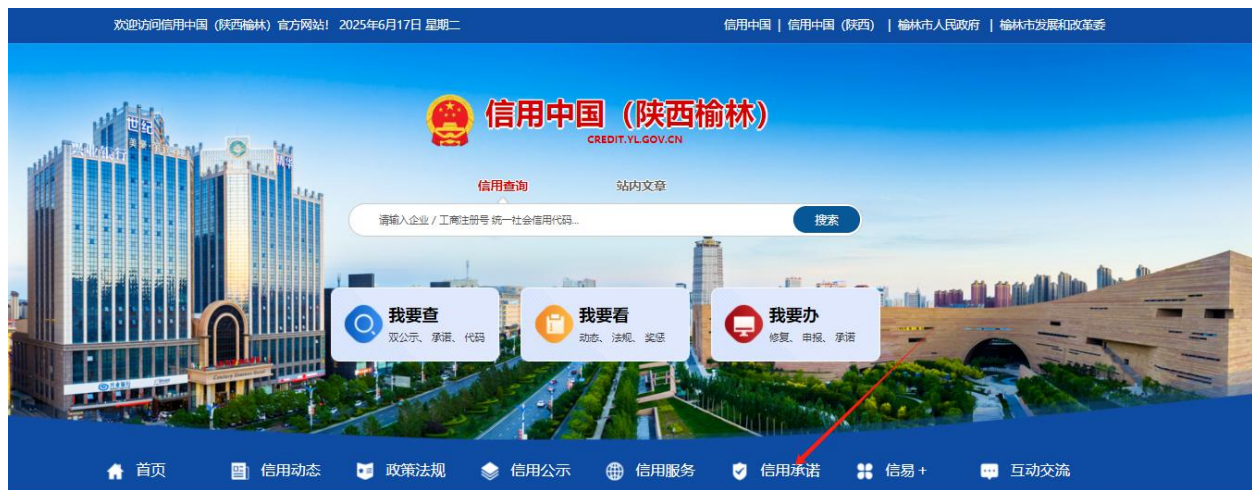 欢迎访问信用中国（陕西榆林）官方网站！ 2025年6月17日 星期二
信用中国 | 信用中国（陕西） | 榆林市人民政府 | 榆林市发展和改革委
信用中国（陕西榆林）
CREDIT.YL.GOV.CN
信用查询 站内文章
请输入企业 / 工商注册号 统一社会信用代码...
搜索
我要查
双公示、承诺、代码
我要看
动态、法规、奖惩
我要办
修复、申报、承诺
世纪
兴业银行
首页 信用动态 政策法规 信用公示 信用服务 信用承诺 信易+ 互动交流